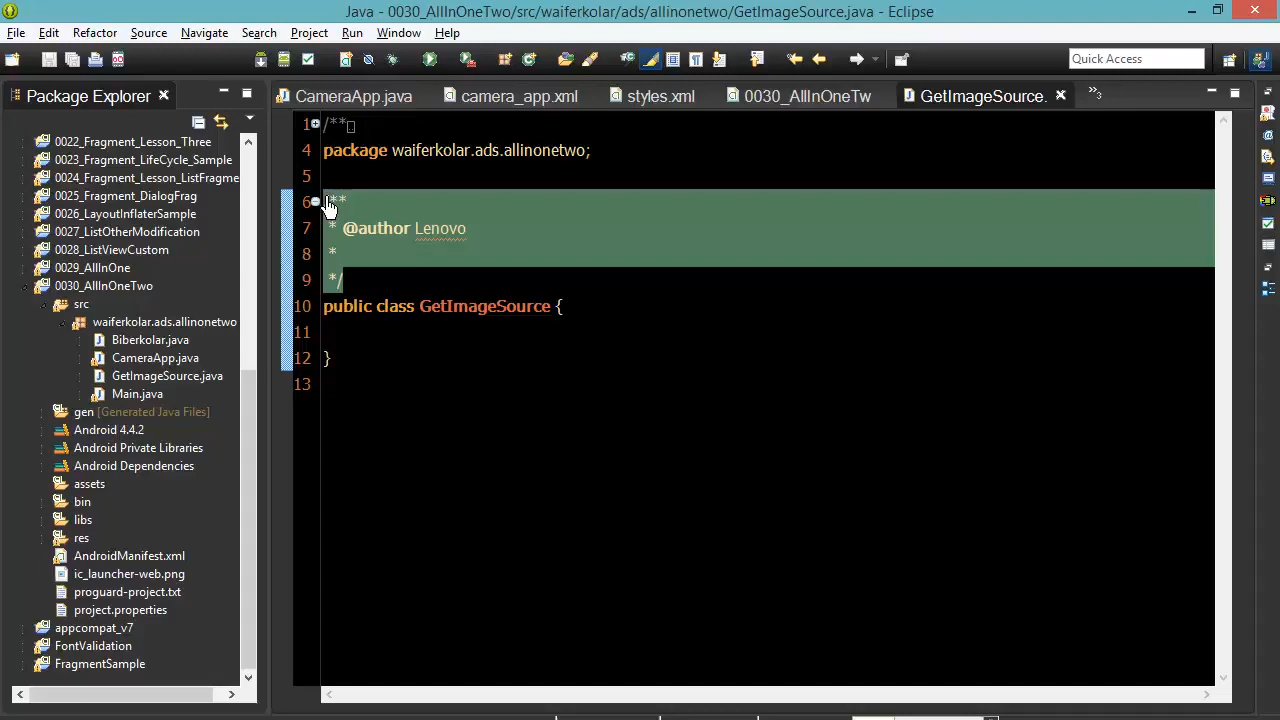 Java - 0030_AllInOneTwo/src/waiferkolar/ads/allinonetwo/GetImageSource.java - Eclipse
File Edit Refactor Source Navigate Search Project Run Window Help
Quick Access
Package Explorer
CameraApp.java camera_app.xml styles.xml 0030_AllInOneTw GetImageSource.
0022_Fragment_Lesson_Three
0023_Fragment_LifeCycle_Sample
0024_Fragment_Lesson_ListFragme
0025_Fragment_DialogFrag
0026_LayoutInflaterSample
0027_ListOtherModification
0028_ListViewCustom
0029_AllInOne
0030_AllInOneTwo
src
waiferkolar.ads.allinonetwo
Biberkolar.java
CameraApp.java
GetImageSource.java
Main.java
gen [Generated Java Files]
Android 4.4.2
Android Private Libraries
Android Dependencies
assets
bin
libs
res
AndroidManifest.xml
ic_launcher-web.png
proguard-project.txt
project.properties
appcompat_v7
FontValidation
FragmentSample
1 /**
4 package waiferkolar.ads.allinonetwo;
5
6 /**
7 * @author Lenovo
8 *
9 */
10 public class GetImageSource {
11
12 }
13